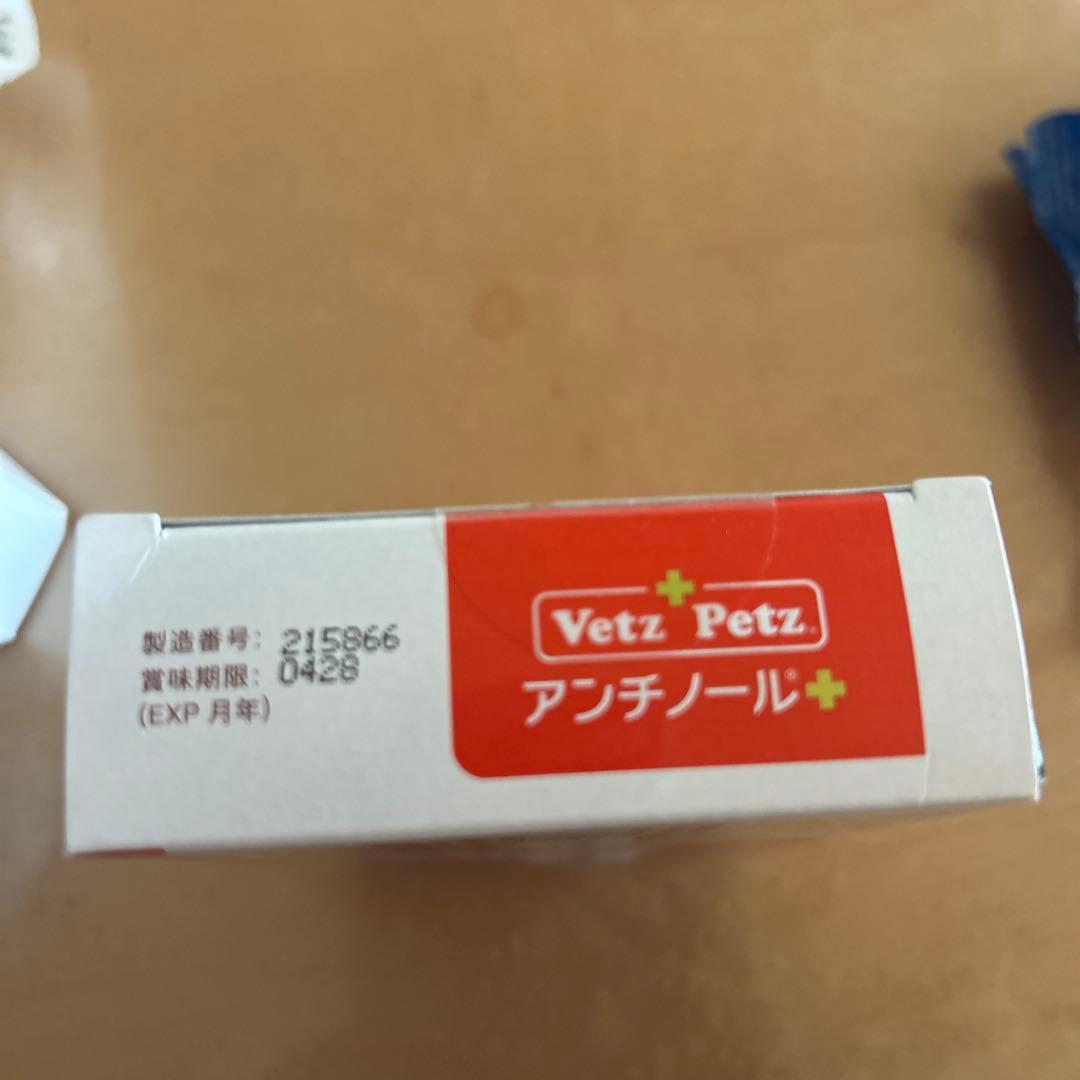 製造番号: 215866
賞味期限: 0428
(EXP 月年)
Vetz Petz
アンチノール®